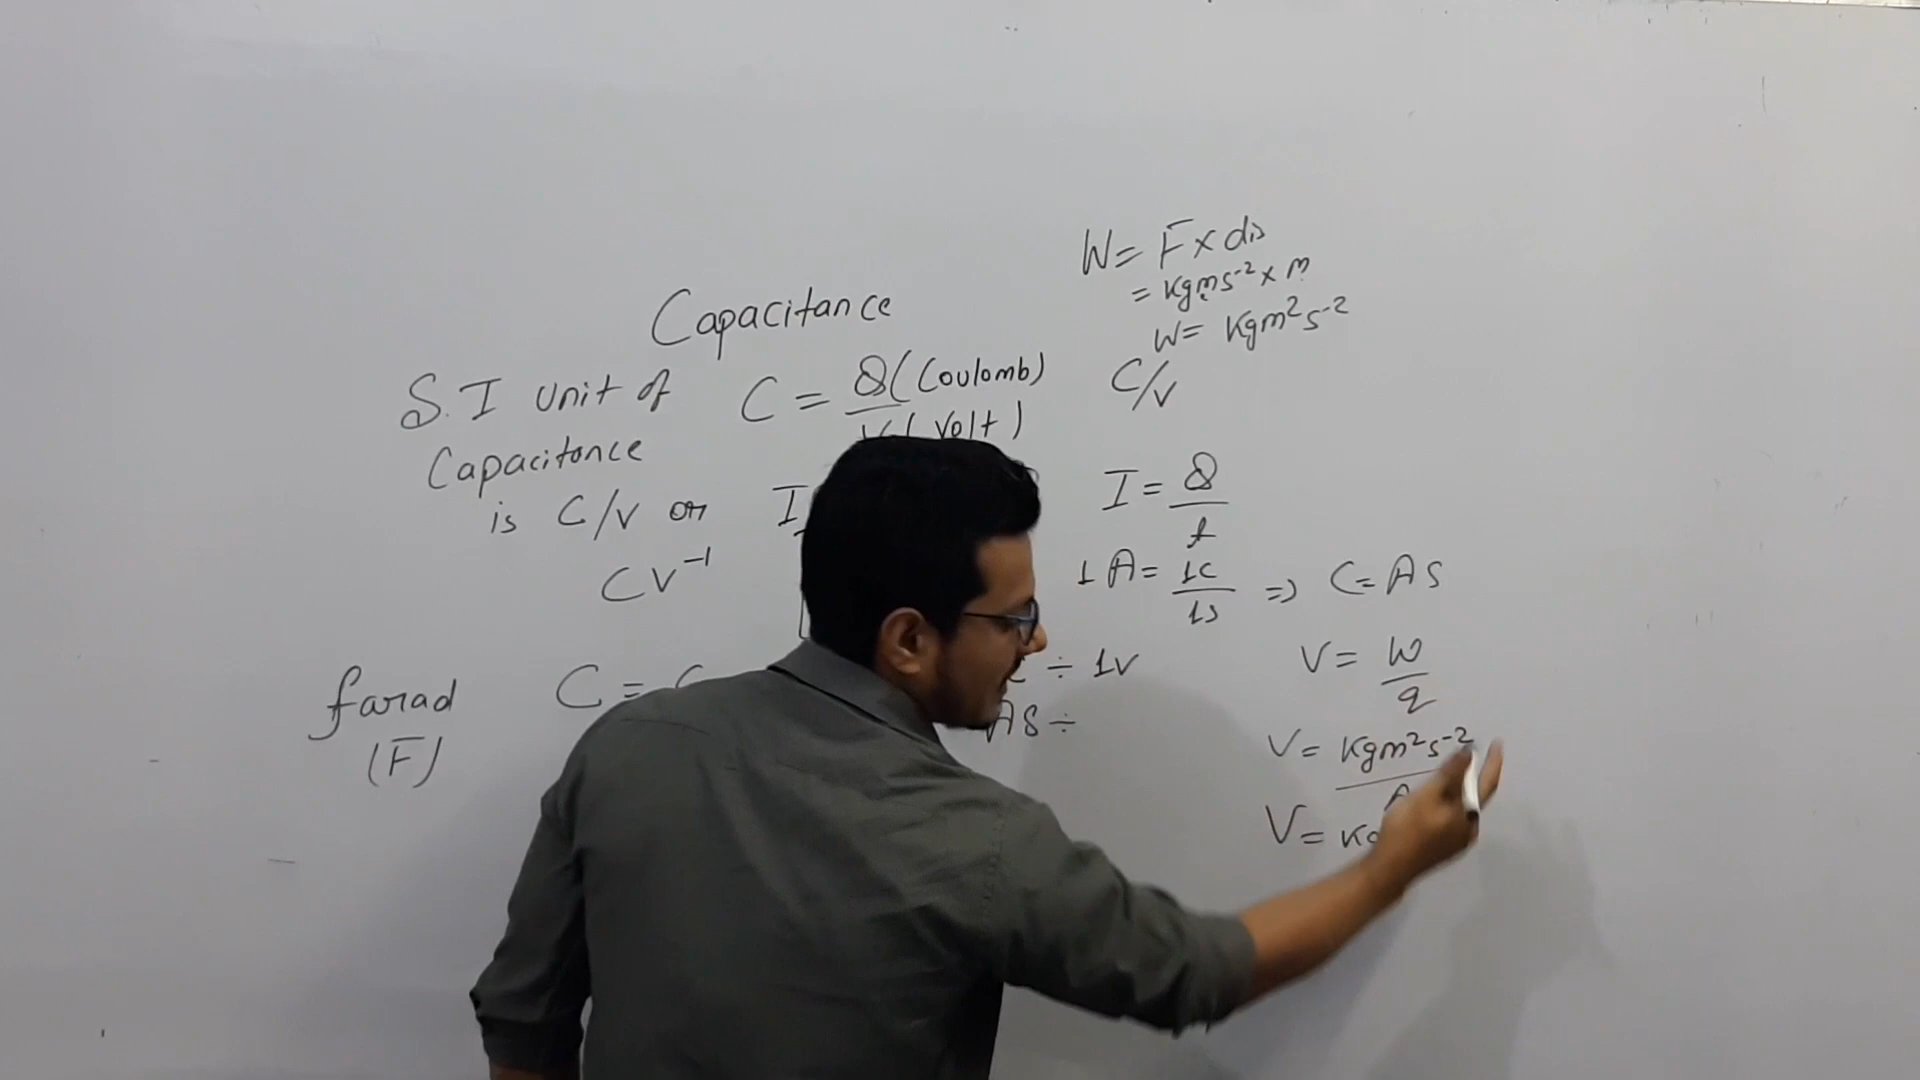 Capacitance
S.I unit of
Capacitance
is C/V or
CV⁻¹
farad
(F)
C = Q (Coulomb)
V (Volt)
I
C =
÷ 1V
AS ÷
W = F x dis
= Kgms⁻² x m
W = Kgm²s⁻²
C/V
I = Q
t
1A = 1C
1s
=> C = AS
V = W
q
V = Kgm²s⁻²
A
V =